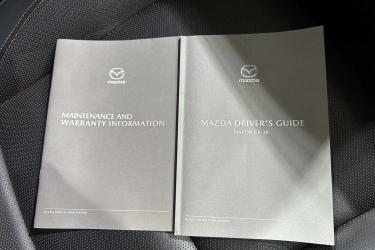 mazda
MAINTENANCE AND
WARRANTY INFORMATION
mazda
MAZDA DRIVER'S GUIDE
MAZDA CX-30